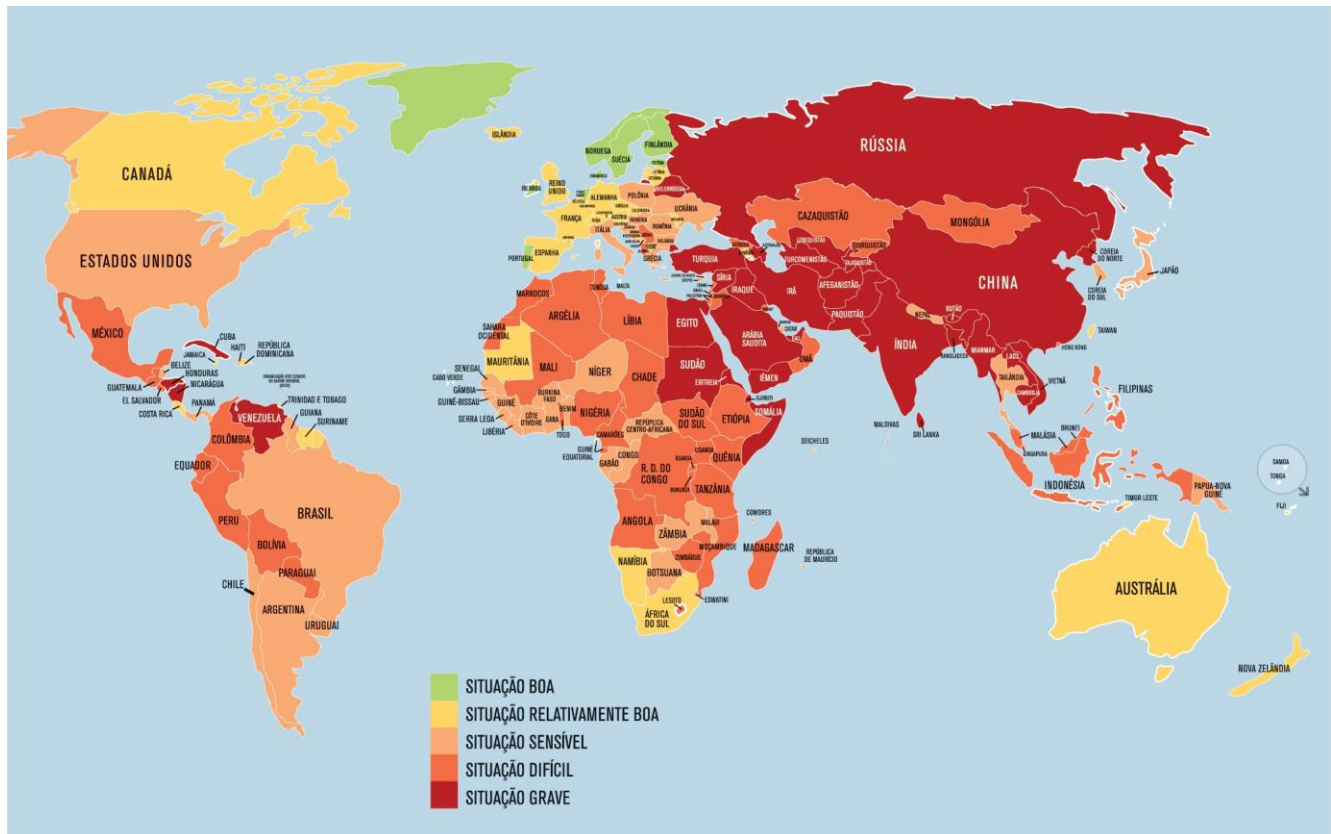 ISLÂNDIA
NORUEGA
SUÉCIA
FINLÂNDIA
RÚSSIA
CANADÁ
IRLANDA
REINO
UNIDO
ALEMANHA
POLÔNIA
UCRÂNIA
FRANÇA
ITÁLIA
ROMÊNIA
ESPANHA
PORTUGAL
GRÉCIA
CAZAQUISTÃO
MONGÓLIA
ESTADOS UNIDOS
TURQUIA
UZBEQUISTÃO
TURCOMENISTÃO
QUIRGUISTÃO
TAJIQUISTÃO
COREIA
DO NORTE
COREIA
DO SUL
JAPÃO
CHINA
MALTA
TUNÍSIA
MARROCOS
ARGÉLIA
LÍBIA
EGITO
SÍRIA
IRAQUE
IRÃ
AFEGANISTÃO
PAQUISTÃO
NEPAL
BUTÃO
ÍNDIA
BANGLADECH
MIANMAR
LAOS
TAILÂNDIA
CAMBOJA
VIETNÃ
HONG KONG
TAIWAN
FILIPINAS
MÉXICO
CUBA
HAITI
REPÚBLICA
DOMINICANA
JAMAICA
BELIZE
HONDURAS
NICARÁGUA
GUATEMALA
EL SALVADOR
COSTA RICA
PANAMÁ
TRINIDAD E TOBAGO
GUIANA
SURINAME
VENEZUELA
COLÔMBIA
EQUADOR
PERU
BRASIL
BOLÍVIA
PARAGUAI
CHILE
ARGENTINA
URUGUAI
SAHARA
OCIDENTAL
MAURITÂNIA
MALI
NÍGER
CHADE
SUDÃO
ERITREIA
ARÁBIA
SAUDITA
CATAR
EAU
OMÃ
IÊMEN
DJIBUTI
SOMÁLIA
CABO VERDE
SENEGAL
GÂMBIA
GUINÉ-BISSAU
GUINÉ
SERRA LEOA
LIBÉRIA
CÔTE
D'IVOIRE
BURKINA
FASO
GANA
TOGO
BENIM
NIGÉRIA
CAMARÕES
REPÚBLICA
CENTRO-AFRICANA
SUDÃO
DO SUL
ETIÓPIA
GUINÉ
EQUATORIAL
GABÃO
CONGO
R. D. DO
CONGO
UGANDA
RUANDA
BURUNDI
QUÊNIA
TANZÂNIA
ANGOLA
ZÂMBIA
MALAUI
MOÇAMBIQUE
ZIMBÁBUE
NAMÍBIA
BOTSUANA
LESOTO
ESWATINI
ÁFRICA
DO SUL
MADAGASCAR
COMORES
SEICHELES
REPÚBLICA
DE MAURÍCIO
MALDIVAS
SRI LANKA
MALÁSIA
BRUNEI
SINGAPURA
INDONÉSIA
TIMOR LESTE
PAPUA-NOVA
GUINÉ
SAMOA
TONGA
FIJI
AUSTRÁLIA
NOVA ZELÂNDIA
SITUAÇÃO BOA
SITUAÇÃO RELATIVAMENTE BOA
SITUAÇÃO SENSÍVEL
SITUAÇÃO DIFÍCIL
SITUAÇÃO GRAVE